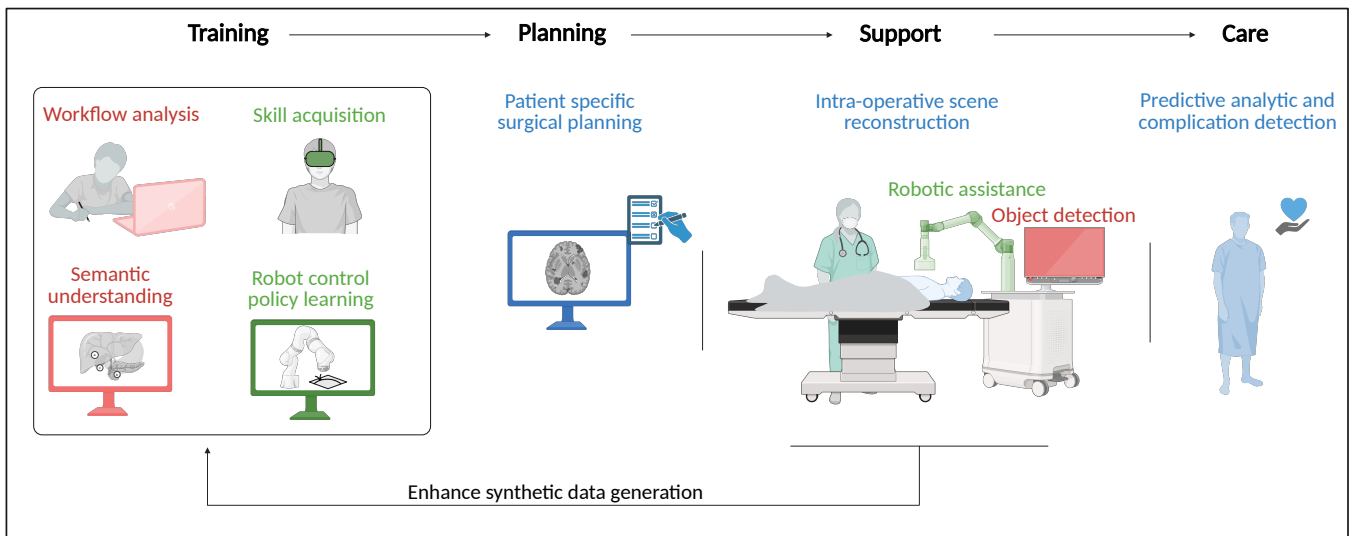 Training
Planning
Support
Care
Workflow analysis
Skill acquisition
Semantic
understanding
Robot control
policy learning
Patient specific
surgical planning
Intra-operative scene
reconstruction
Robotic assistance
Object detection
Predictive analytic and
complication detection
Enhance synthetic data generation